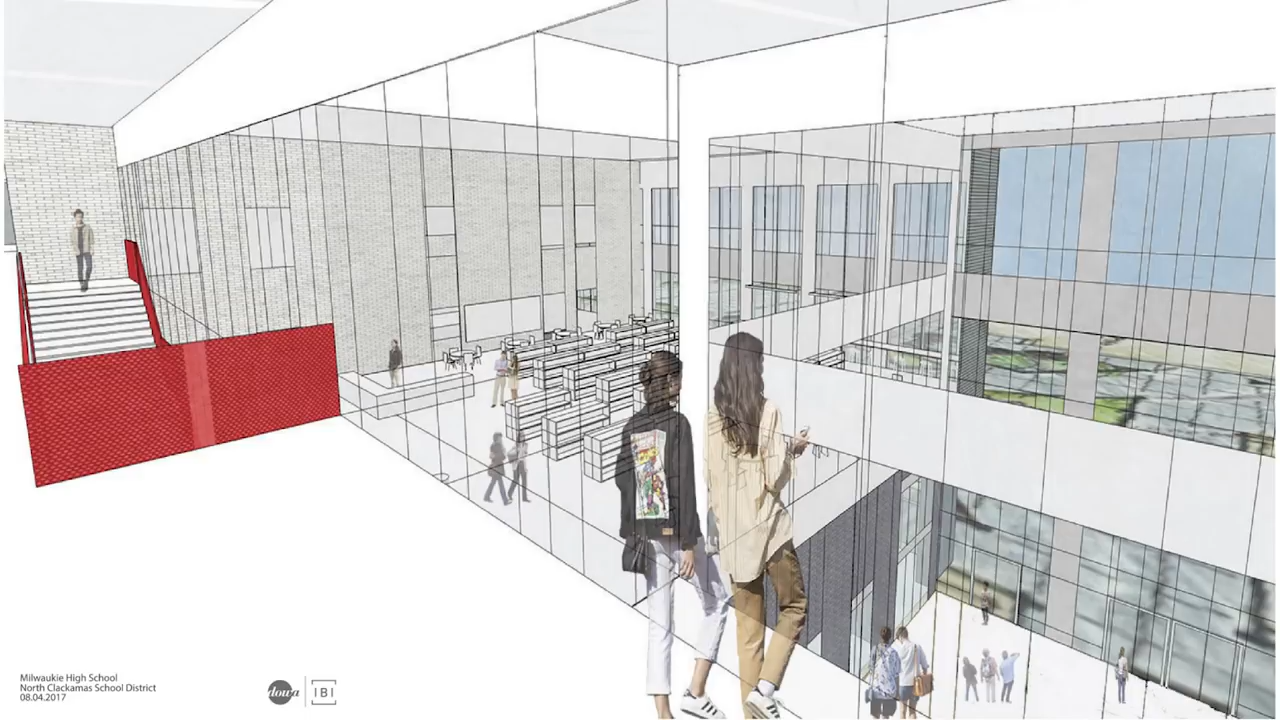 Milwaukie High School
North Clackamas School District
08.04.2017
dowa
IBI